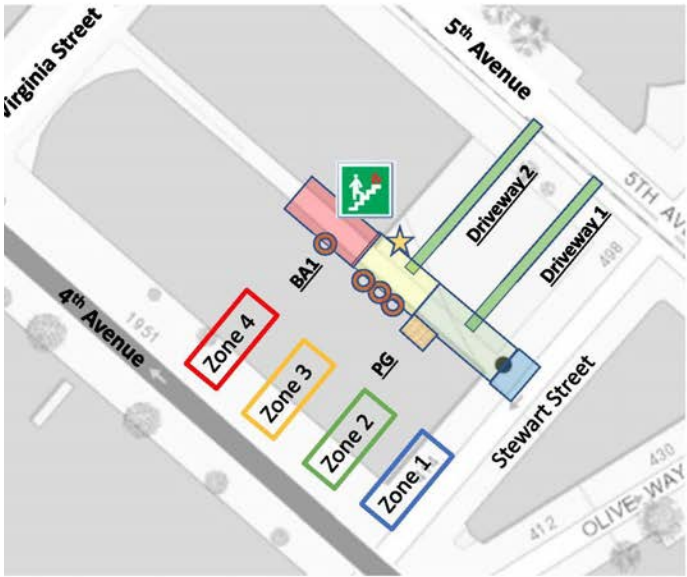 Virginia Street
5th Avenue
5TH AV
Driveway 2
Driveway 1
498
BA1
4th Avenue
1951
Zone 4
Zone 3
PG
Zone 2
Zone 1
Stewart Street
430
412
OLIVE WAY